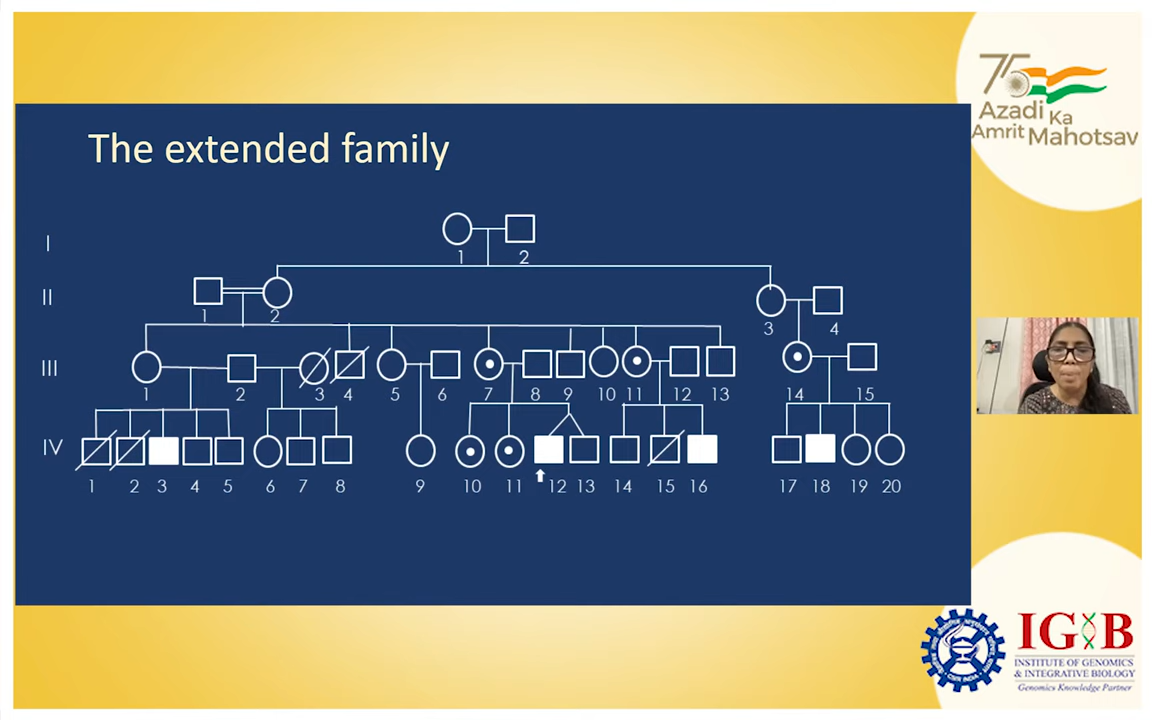 75
Azadi
Ka
Amrit Mahotsav
The extended family
I
1 2
II
1 2 3 4
III
1 2 3 4 5 6 7 8 9 10 11 12 13 14 15
IV
1 2 3 4 5 6 7 8 9 10 11 12 13 14 15 16 17 18 19 20
IGIB
INSTITUTE OF GENOMICS
& INTEGRATIVE BIOLOGY
Genomics Knowledge Partner